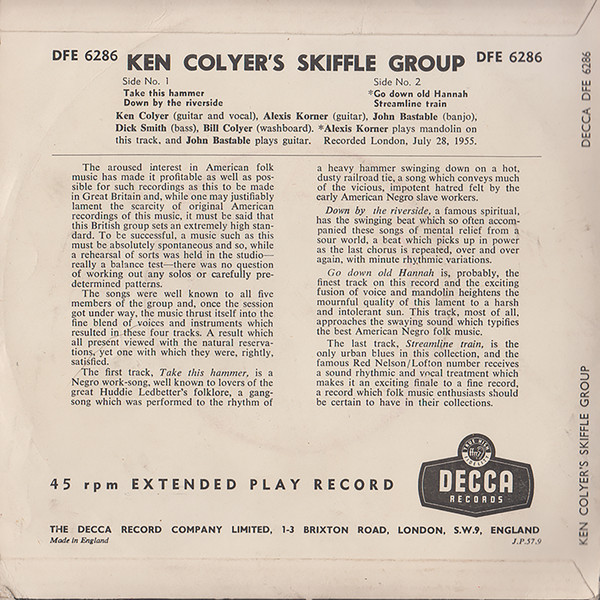 DFE 6286 KEN COLYER'S SKIFFLE GROUP DFE 6286
Side No. 1
Take this hammer
Down by the riverside
Side No. 2
*Go down old Hannah
Streamline train
Ken Colyer (guitar and vocal), Alexis Korner (guitar), John Bastable (banjo),
Dick Smith (bass), Bill Colyer (washboard). *Alexis Korner plays mandolin on
this track, and John Bastable plays guitar. Recorded London, July 28, 1955.
The aroused interest in American folk
music has made it profitable as well as pos-
sible for such recordings as this to be made
in Great Britain and, while one may justifiably
lament the scarcity of original American
recordings of this music, it must be said that
this British group sets an extremely high stan-
dard. To be successful, a music such as this
must be absolutely spontaneous and so, while
a rehearsal of sorts was held in the studio—
really a balance test—there was no question
of working out any solos or carefully pre-
determined patterns.
The songs were well known to all five
members of the group and, once the session
got under way, the music thrust itself into the
fine blend of voices and instruments which
resulted in these four tracks. A result which
all present viewed with the natural reserva-
tions, yet one with which they were, rightly,
satisfied.
The first track, Take this hammer, is a
Negro work-song, well known to lovers of the
great Huddie Ledbetter's folklore, a gang-
song which was performed to the rhythm of
a heavy hammer swinging down on a hot,
dusty railroad tie, a song which conveys much
of the vicious, impotent hatred felt by the
early American Negro slave workers.
Down by the riverside, a famous spiritual,
has the swinging beat which so often accom-
panied these songs of mental relief from a
sour world, a beat which picks up in power
as the last chorus is repeated, over and over
again, with minute rhythmic variations.
Go down old Hannah is, probably, the
finest track on this record and the exciting
fusion of voice and mandolin heightens the
mournful quality of this lament to a harsh
and intolerant sun. This track, most of all,
approaches the swaying sound which typifies
the best American Negro folk music.
The last track, Streamline train, is the
only urban blues in this collection, and the
famous Red Nelson/Lofton number receives
a sound rhythmic and vocal treatment which
makes it an exciting finale to a fine record,
a record which folk music enthusiasts should
be certain to have in their collections.
45 rpm EXTENDED PLAY RECORD
DECCA
RECORDS
THE DECCA RECORD COMPANY LIMITED, 1-3 BRIXTON ROAD, LONDON, S.W.9, ENGLAND
Made in England
J.P.57.9
DECCA DFE 6286
KEN COLYER'S SKIFFLE GROUP